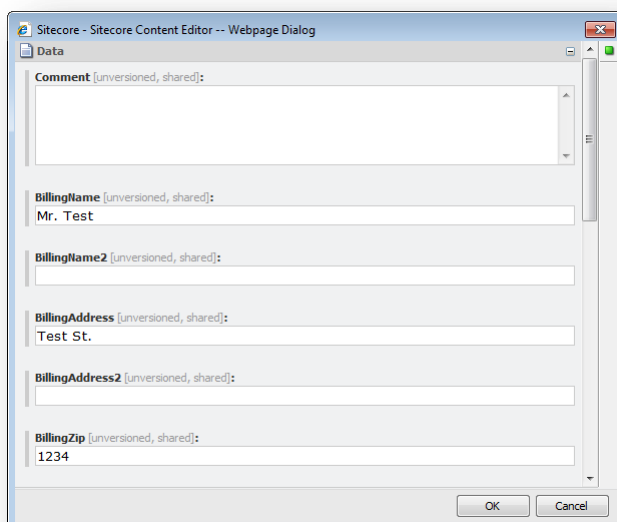 Sitecore - Sitecore Content Editor -- Webpage Dialog
Data
Comment [unversioned, shared]:
BillingName [unversioned, shared]:
Mr. Test
BillingName2 [unversioned, shared]:
BillingAddress [unversioned, shared]:
Test St.
BillingAddress2 [unversioned, shared]:
BillingZip [unversioned, shared]:
1234
OK Cancel